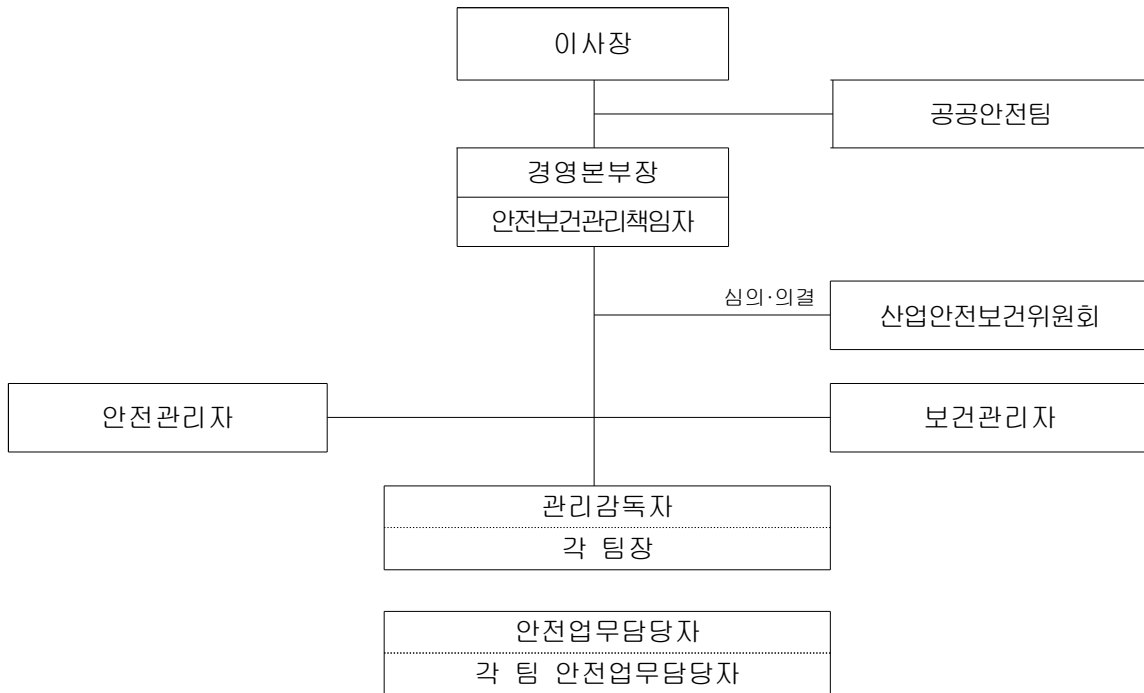 이사장
공공안전팀
경영본부장
안전보건관리책임자
심의·의결
산업안전보건위원회
안전관리자
보건관리자
관리감독자
각 팀장
안전업무담당자
각 팀 안전업무담당자